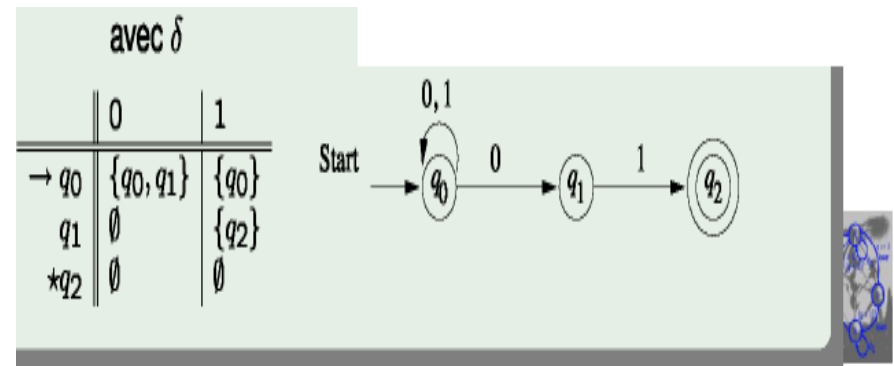 avec δ
0 1
→ q0 {q0, q1} {q0}
q1 ∅ {q2}
⋆q2 ∅ ∅
0, 1
Start q0 0 q1 1 q2